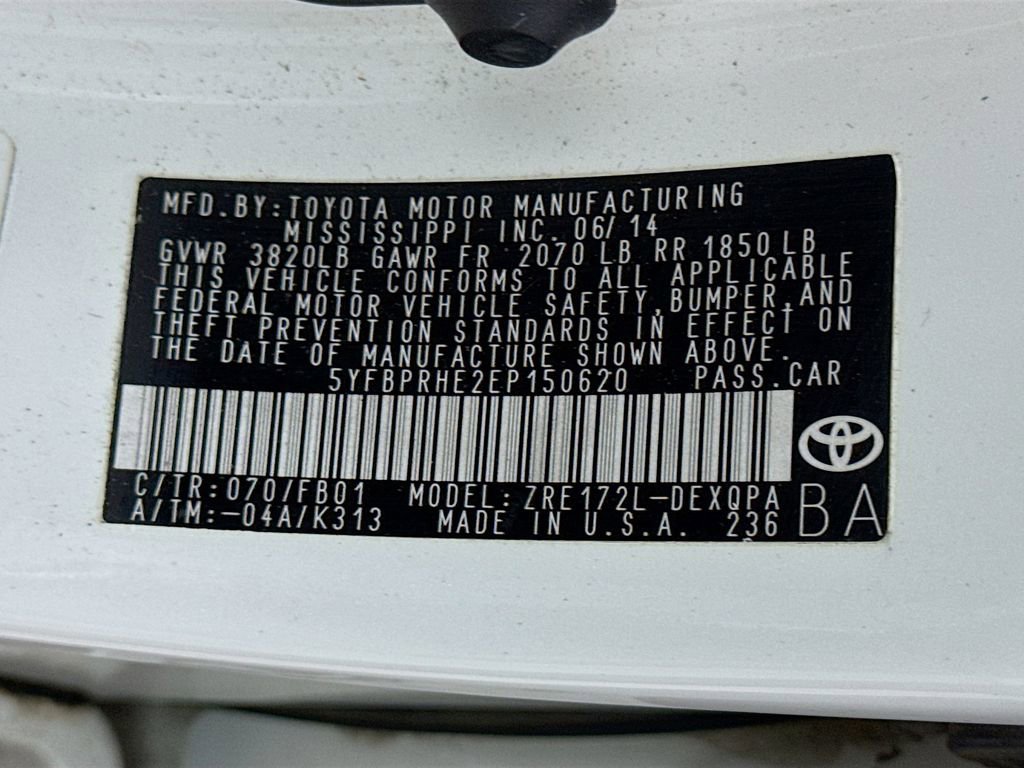 MFD.BY:TOYOTA MOTOR MANUFACTURING
MISSISSIPPI INC. 06/14
GVWR 3820LB GAWR FR 2070 LB RR 1850 LB
THIS VEHICLE CONFORMS TO ALL APPLICABLE
FEDERAL MOTOR VEHICLE SAFETY, BUMPER, AND
THEFT PREVENTION STANDARDS IN EFFECT ON
THE DATE OF MANUFACTURE SHOWN ABOVE.
5YFBPRHE2EP150620 PASS.CAR
C/TR:070/FB01 MODEL: ZRE172L-DEXQPA
A/TM:-04A/K313 MADE IN U.S.A. 236 BA